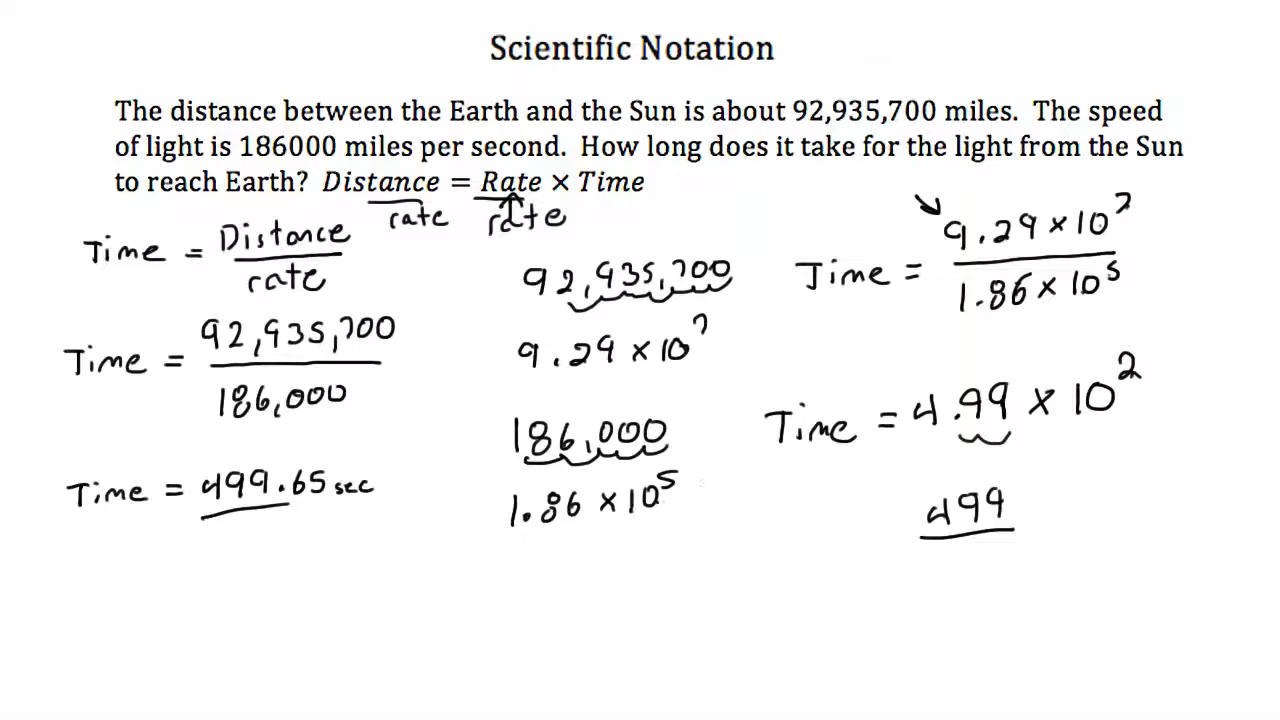 Scientific Notation
The distance between the Earth and the Sun is about 92,935,700 miles. The speed
of light is 186000 miles per second. How long does it take for the light from the Sun
to reach Earth? Distance = Rate × Time
rate rate
Time = Distance / rate
Time = 92,935,700 / 186,000
Time = 499.65 sec
92,935,700
9.29 × 10^7
186,000
1.86 × 10^5
Time = 9.29 × 10^7 / 1.86 × 10^5
Time = 4.99 × 10^2
499